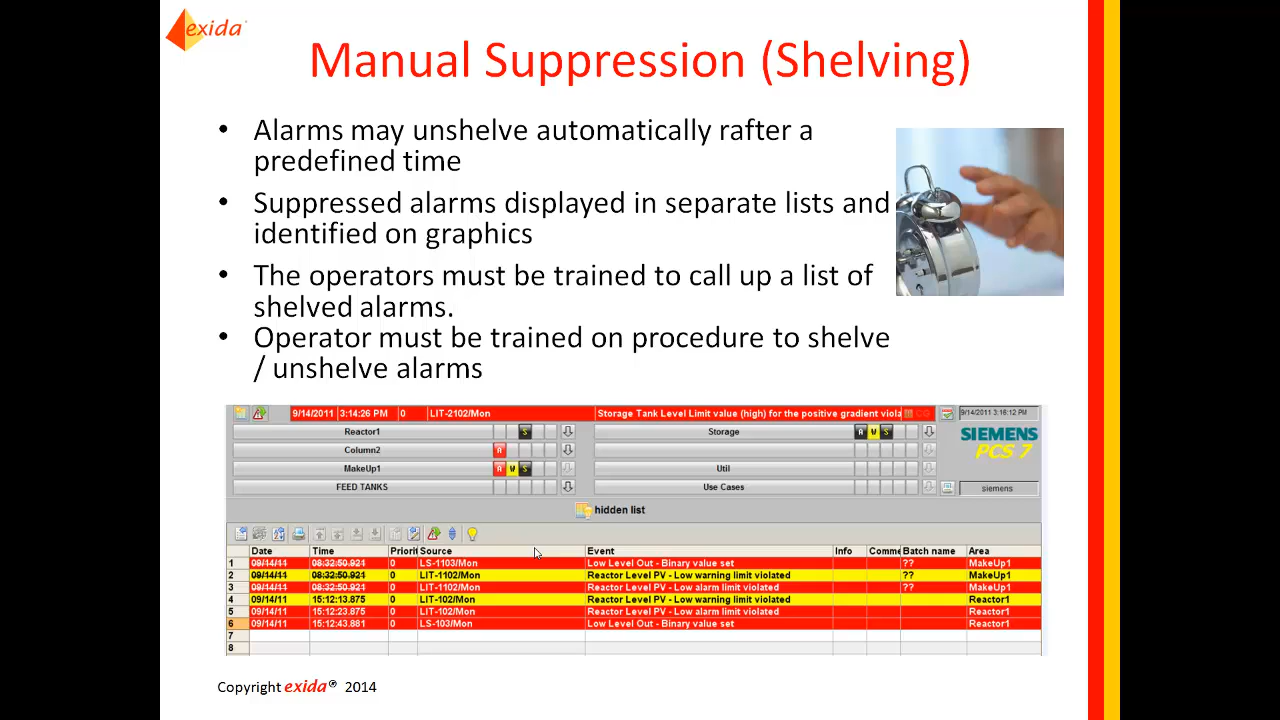 exida
Manual Suppression (Shelving)
• Alarms may unshelve automatically rafter a
predefined time
• Suppressed alarms displayed in separate lists and
identified on graphics
• The operators must be trained to call up a list of
shelved alarms.
• Operator must be trained on procedure to shelve
/ unshelve alarms
9/14/2011 3:14:26 PM 0 LIT-2102/Mon Storage Tank Level Limit value (high) for the positive gradient viola 9/14/2011 3:16:12 PM
Reactor1 S Storage A W S
Column2 A
MakeUp1 A W S Util
FEED TANKS Use Cases siemens
SIEMENS
PCS 7
hidden list
Date Time Priorit Source Event Info Comme Batch name Area
1 09/14/11 08:32:50.921 0 LS-1103/Mon Low Level Out - Binary value set ?? MakeUp1
2 09/14/11 08:32:50.921 0 LIT-1102/Mon Reactor Level PV - Low warning limit violated ?? MakeUp1
3 09/14/11 08:32:50.921 0 LIT-1102/Mon Reactor Level PV - Low alarm limit violated ?? MakeUp1
4 09/14/11 15:12:13.875 0 LIT-102/Mon Reactor Level PV - Low warning limit violated Reactor1
5 09/14/11 15:12:23.875 0 LIT-102/Mon Reactor Level PV - Low alarm limit violated Reactor1
6 09/14/11 15:12:43.881 0 LS-103/Mon Low Level Out - Binary value set Reactor1
7
8
Copyright exida® 2014